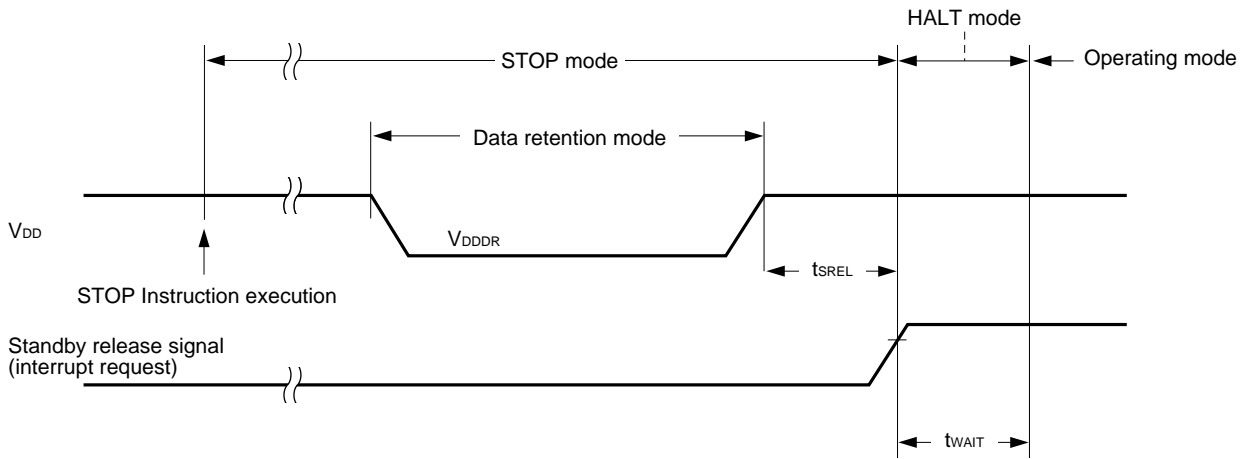 HALT mode
STOP mode
Operating mode
Data retention mode
VDD
VDDDR
tSREL
STOP Instruction execution
Standby release signal
(interrupt request)
tWAIT